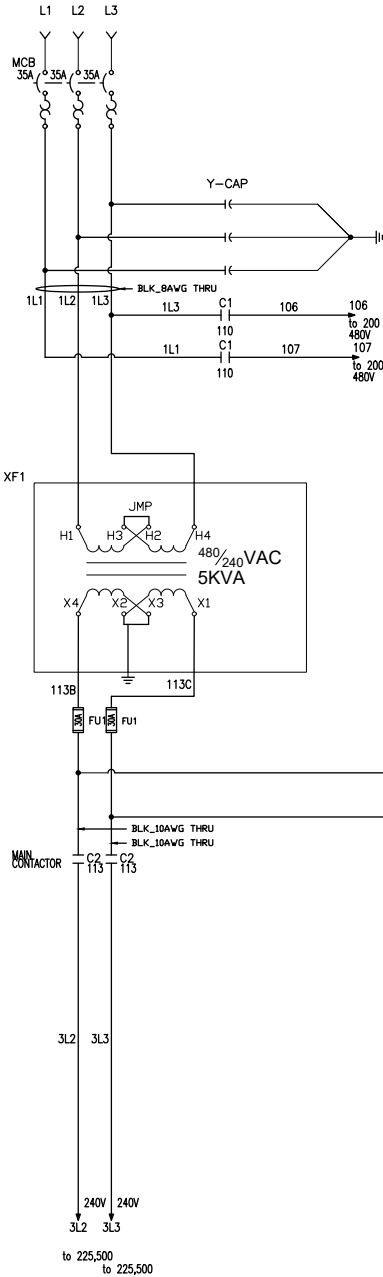 L1 L2 L3
MCB
35A 35A 35A
Y-CAP
BLK_8AWG THRU
1L1 1L2 1L3
1L3 C1 106 106
110
to 200
480V
1L1 C1 107 107
110
to 200
480V
XF1
JMP
H1 H3 H2 H4
480/240VAC
5KVA
X4 X2 X3 X1
113B 113C
30A FU1 30A FU1
BLK_10AWG THRU
BLK_10AWG THRU
MAIN
CONTACTOR
C2 C2
113 113
3L2 3L3
240V 240V
3L2 3L3
to 225,500
to 225,500